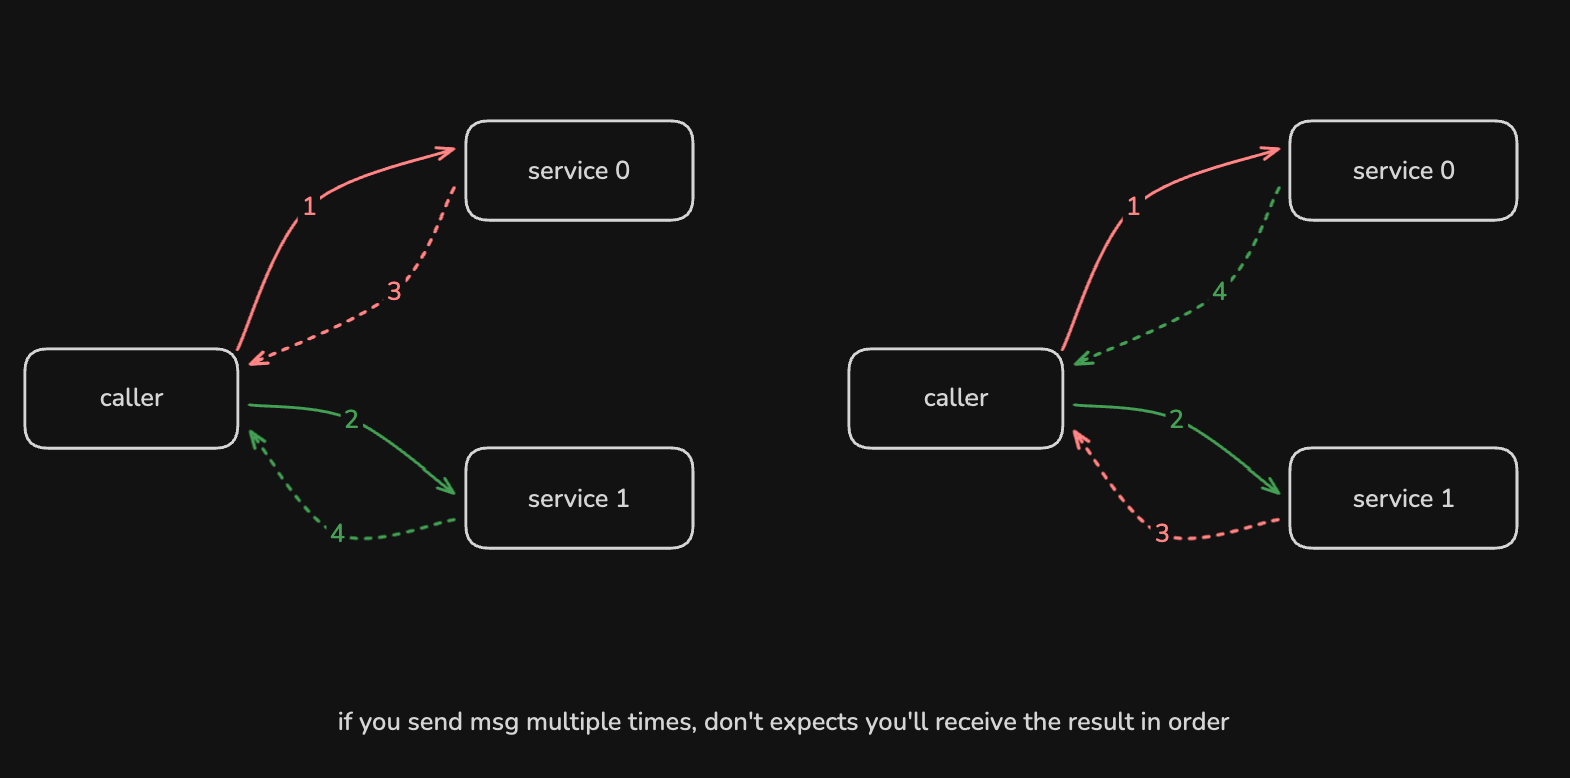 service 0
1
3
caller
2
service 1
4
service 0
1
4
caller
2
service 1
3
if you send msg multiple times, don't expects you'll receive the result in order